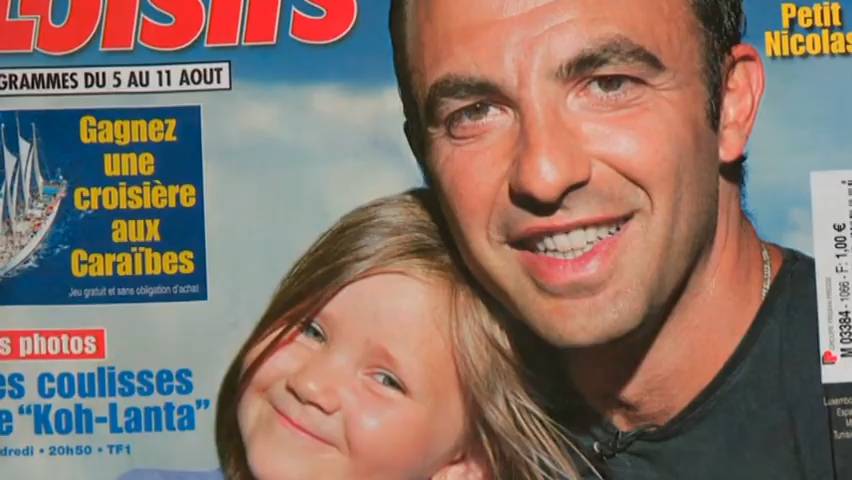 LOISIRS
GRAMMES DU 5 AU 11 AOUT
Petit
Nicolas
Gagnez
une
croisière
aux
Caraïbes
Jeu gratuit et sans obligation d'achat
s photos
es coulisses
e "Koh-Lanta"
dredi • 20h50 • TF1
M 03384 - 1066 - F: 1,00 €